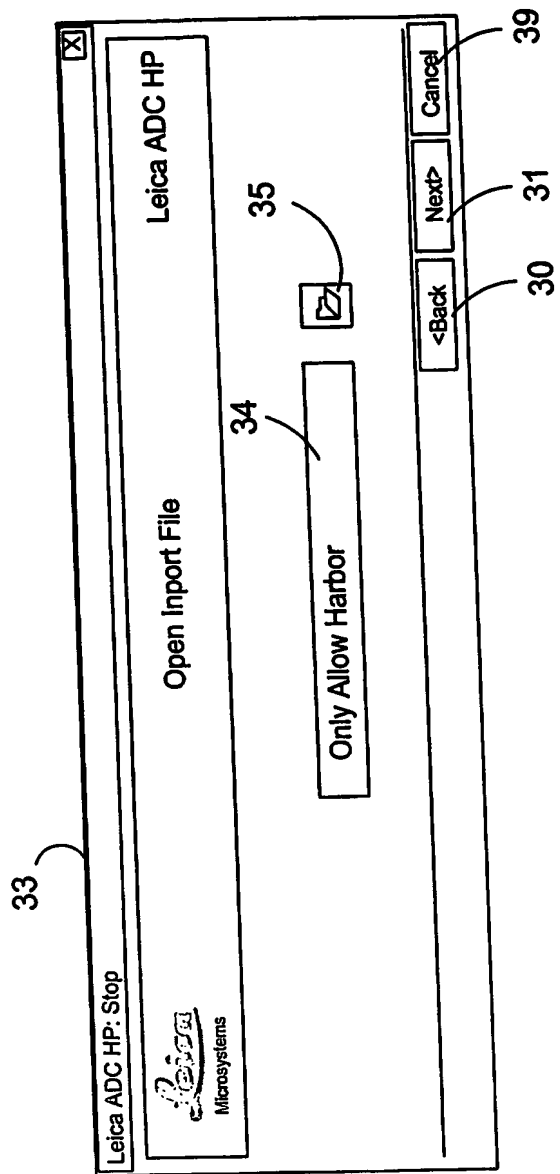 33
Leica ADC HP: Stop
X
Leica
Microsystems
Open Inport File
Leica ADC HP
34
35
Only Allow Harbor
<Back
Next>
Cancel
30
31
39